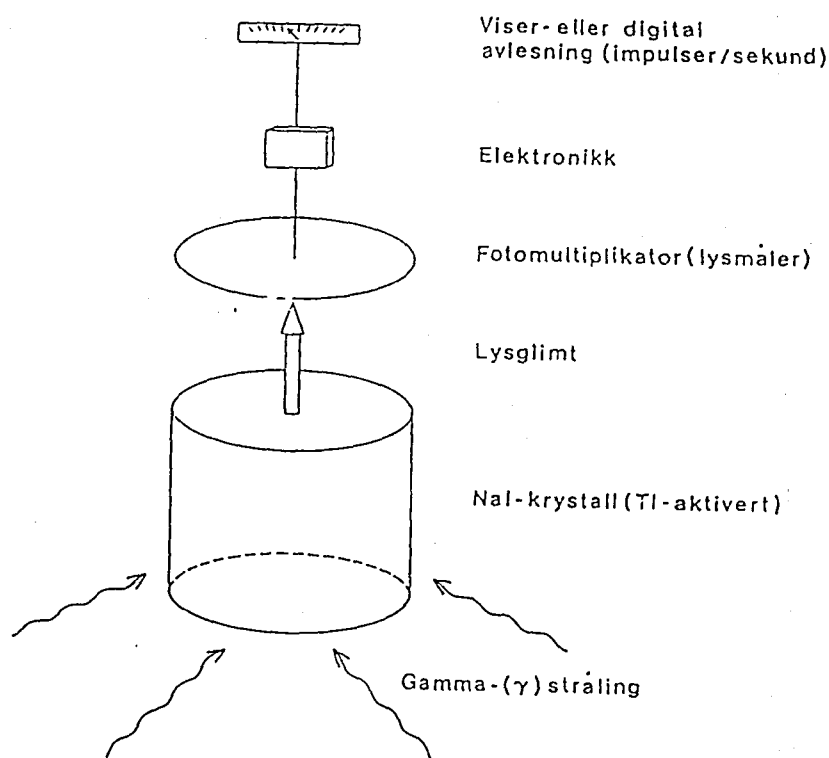 Viser- eller digital
avlesning (impulser/sekund)
Elektronikk
Fotomultiplikator (lysmåler)
Lysglimt
NaI-krystall (Tl-aktivert)
Gamma-(γ) stråling